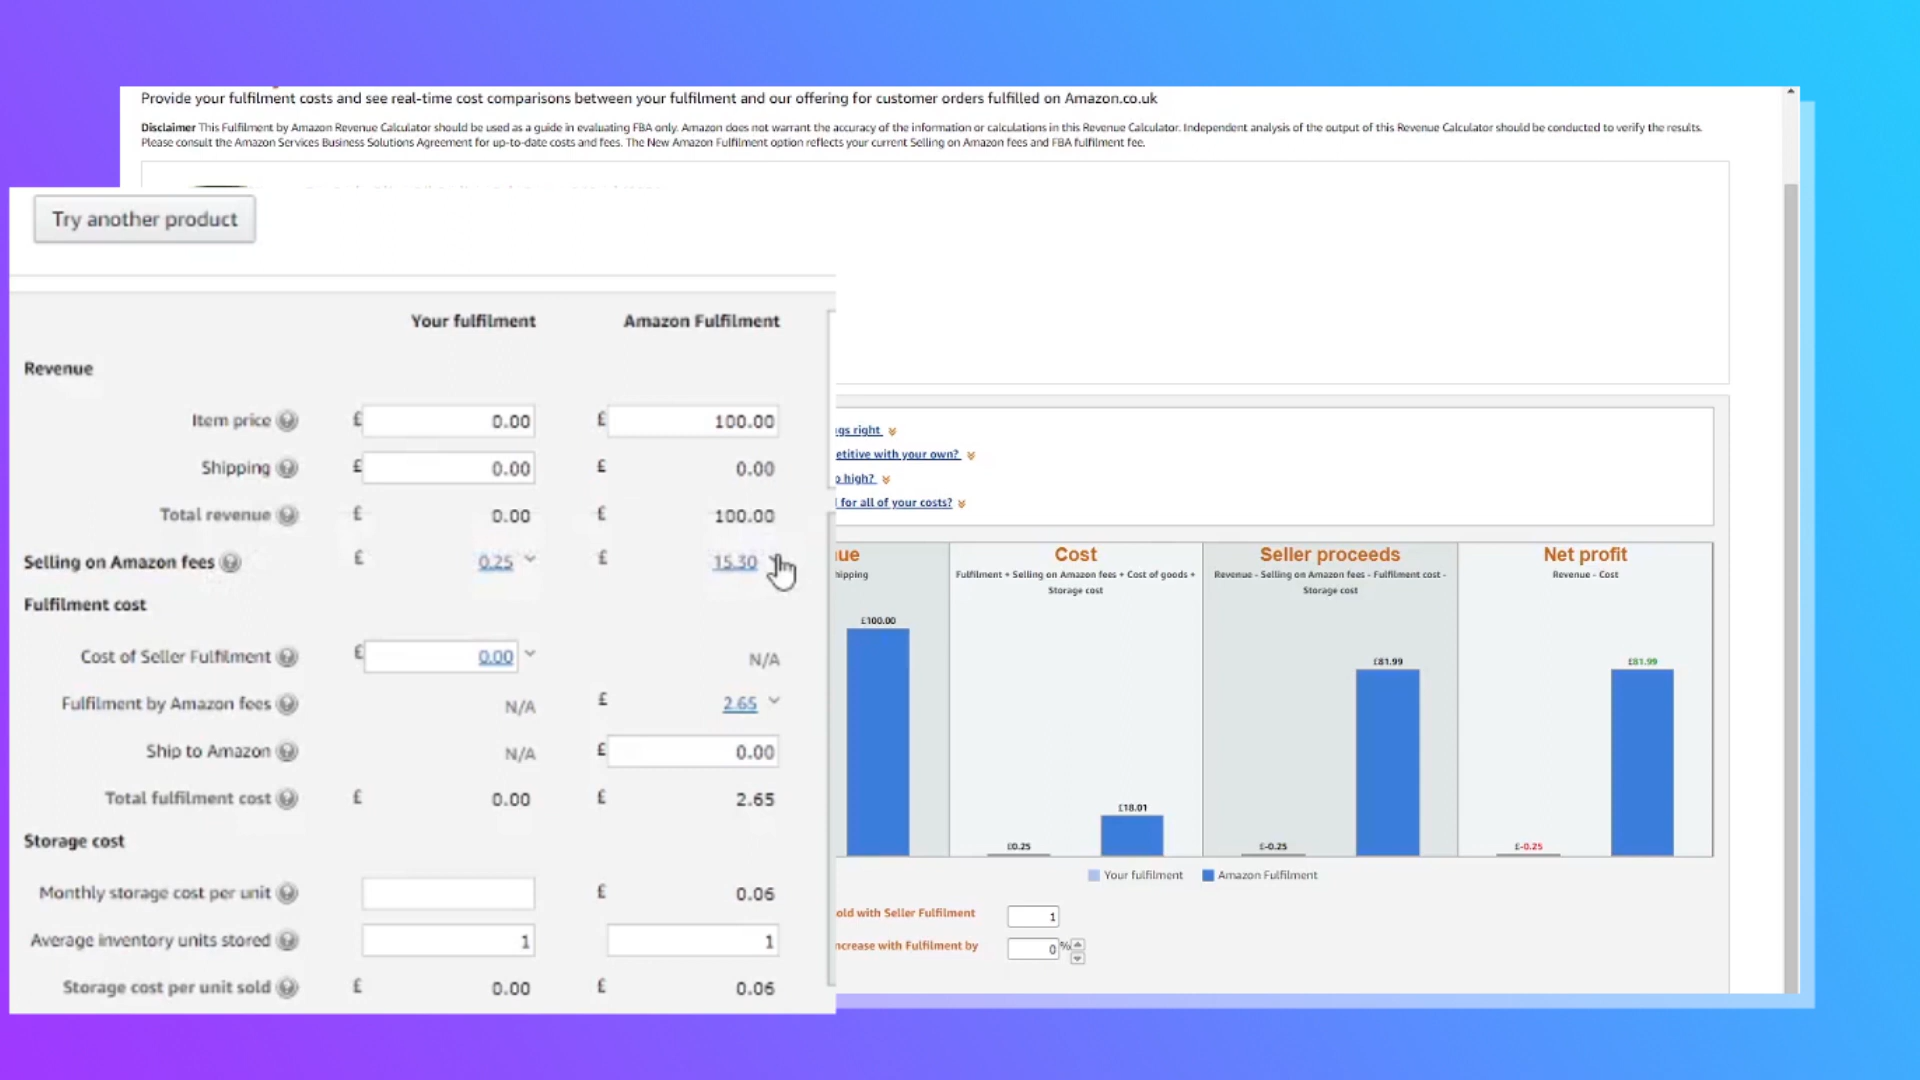 Provide your fulfilment costs and see real-time cost comparisons between your fulfilment and our offering for customer orders fulfilled on Amazon.co.uk
Disclaimer This Fulfilment by Amazon Revenue Calculator should be used as a guide in evaluating FBA only. Amazon does not warrant the accuracy of the information or calculations in this Revenue Calculator. Independent analysis of the output of this Revenue Calculator should be conducted to verify the results.
Please consult the Amazon Services Business Solutions Agreement for up-to-date costs and fees. The New Amazon Fulfilment option reflects your current Selling on Amazon fees and FBA fulfilment fee.
Try another product
Your fulfilment Amazon Fulfilment
Revenue
Item price £ 0.00 £ 100.00
Shipping £ 0.00 £ 0.00
Total revenue £ 0.00 £ 100.00
Selling on Amazon fees £ 0.25 £ 15.30
Fulfilment cost
Cost of Seller Fulfilment £ 0.00 N/A
Fulfilment by Amazon fees N/A £ 2.65
Ship to Amazon N/A £ 0.00
Total fulfilment cost £ 0.00 £ 2.65
Storage cost
Monthly storage cost per unit £ 0.06
Average inventory units stored 1 1
Storage cost per unit sold £ 0.00 £ 0.06
gs right
etitive with your own?
high?
for all of your costs?
ue
hipping
£100.00
Cost
Fulfilment + Selling on Amazon fees + Cost of goods +
Storage cost
£0.25
£18.01
Seller proceeds
Revenue - Selling on Amazon fees - Fulfilment cost -
Storage cost
£-0.25
£81.99
Net profit
Revenue - Cost
£-0.25
£81.99
Your fulfilment Amazon Fulfilment
old with Seller Fulfilment 1
ncrease with Fulfilment by 0 %